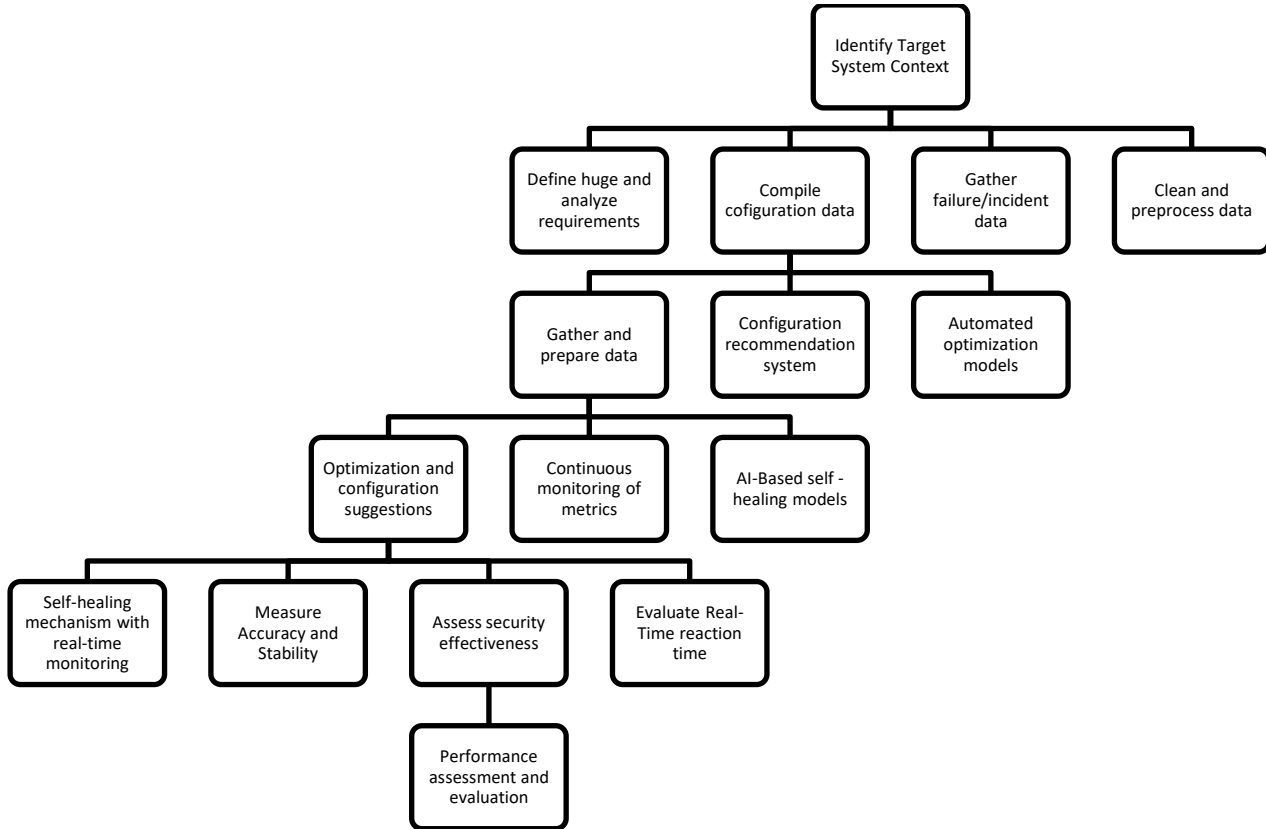 Identify Target
System Context
Define huge and
analyze
requirements
Compile
cofiguration data
Gather
failure/incident
data
Clean and
preprocess data
Gather and
prepare data
Configuration
recommendation
system
Automated
optimization
models
Optimization and
configuration
suggestions
Continuous
monitoring of
metrics
AI-Based self -
healing models
Self-healing
mechanism with
real-time
monitoring
Measure
Accuracy and
Stability
Assess security
effectiveness
Evaluate Real-
Time reaction
time
Performance
assessment and
evaluation